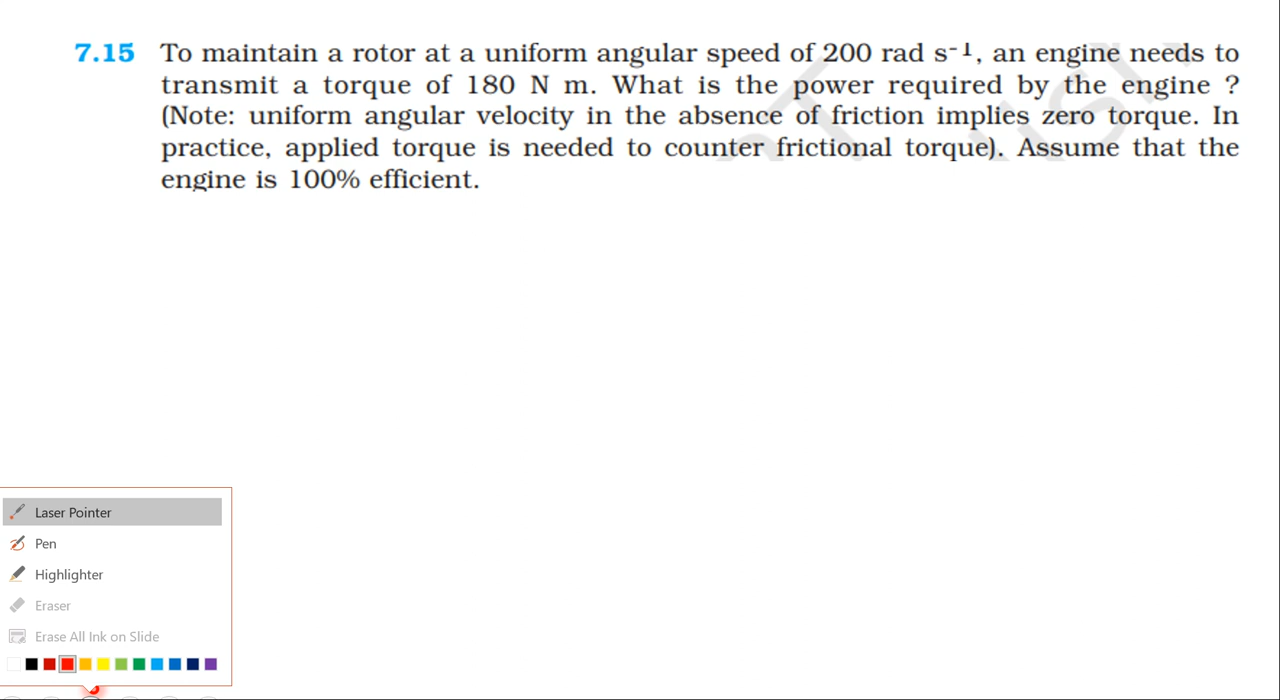 7.15 To maintain a rotor at a uniform angular speed of 200 rad s-1, an engine needs to
transmit a torque of 180 N m. What is the power required by the engine ?
(Note: uniform angular velocity in the absence of friction implies zero torque. In
practice, applied torque is needed to counter frictional torque). Assume that the
engine is 100% efficient.
Laser Pointer
Pen
Highlighter
Eraser
Erase All Ink on Slide